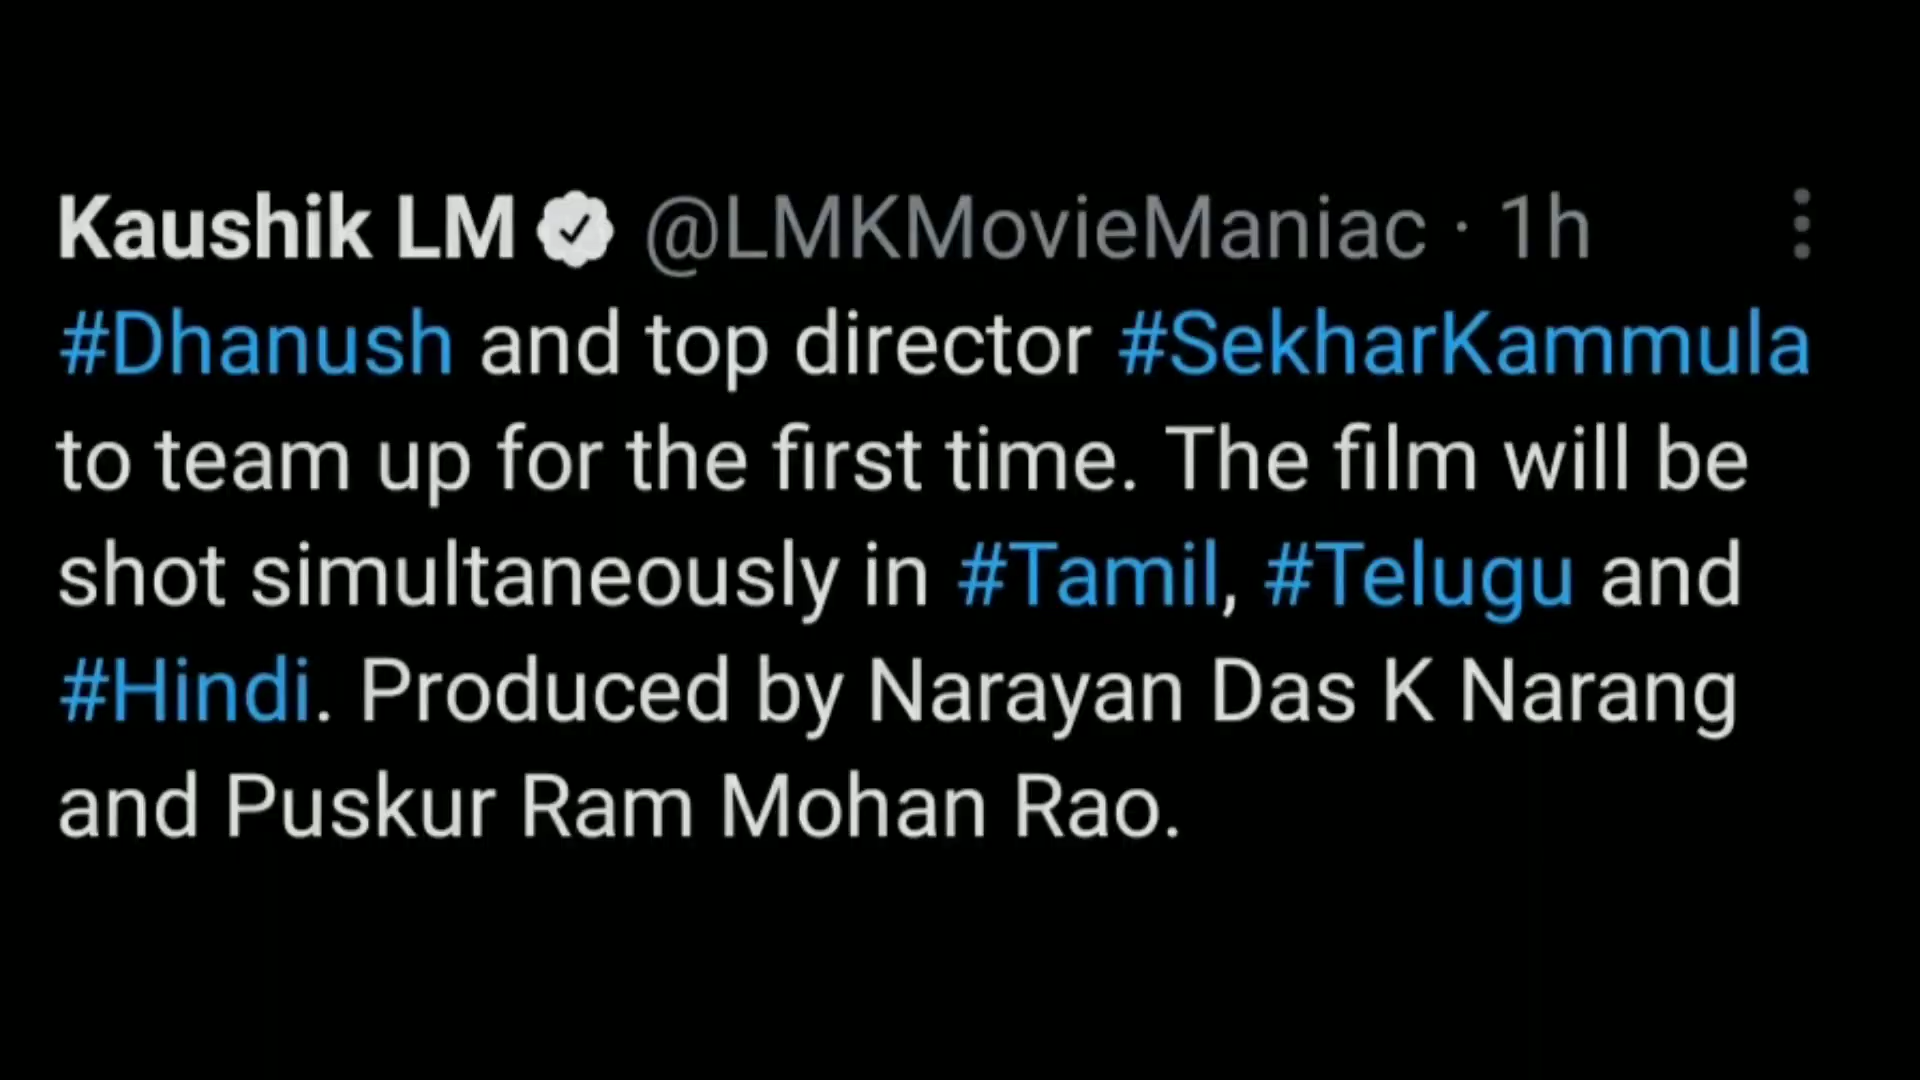 Kaushik LM @LMKMovieManiac · 1h
#Dhanush and top director #SekharKammula
to team up for the first time. The film will be
shot simultaneously in #Tamil, #Telugu and
#Hindi. Produced by Narayan Das K Narang
and Puskur Ram Mohan Rao.